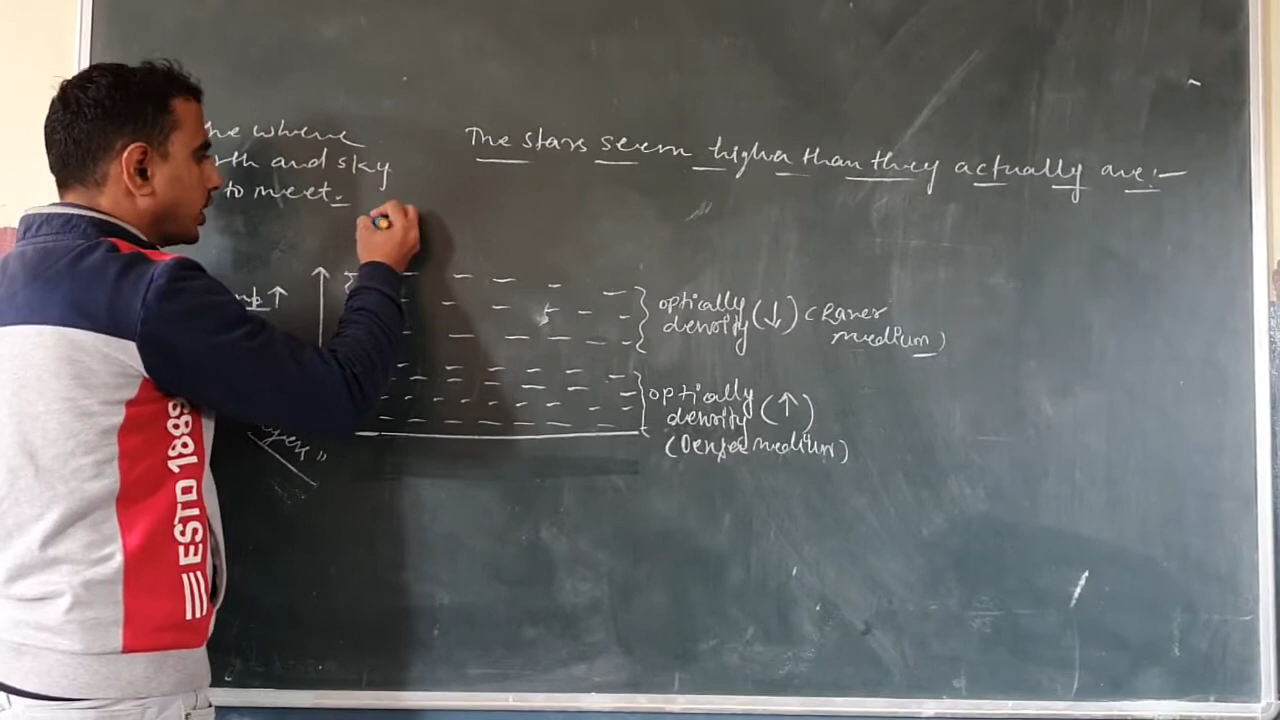 where
and sky
to meet.
The stars seem higher than they actually are:-
↑
optically
density (↓) (Rarer
medium)
optically
density (↑)
(Denser medium)
ESTD 1889